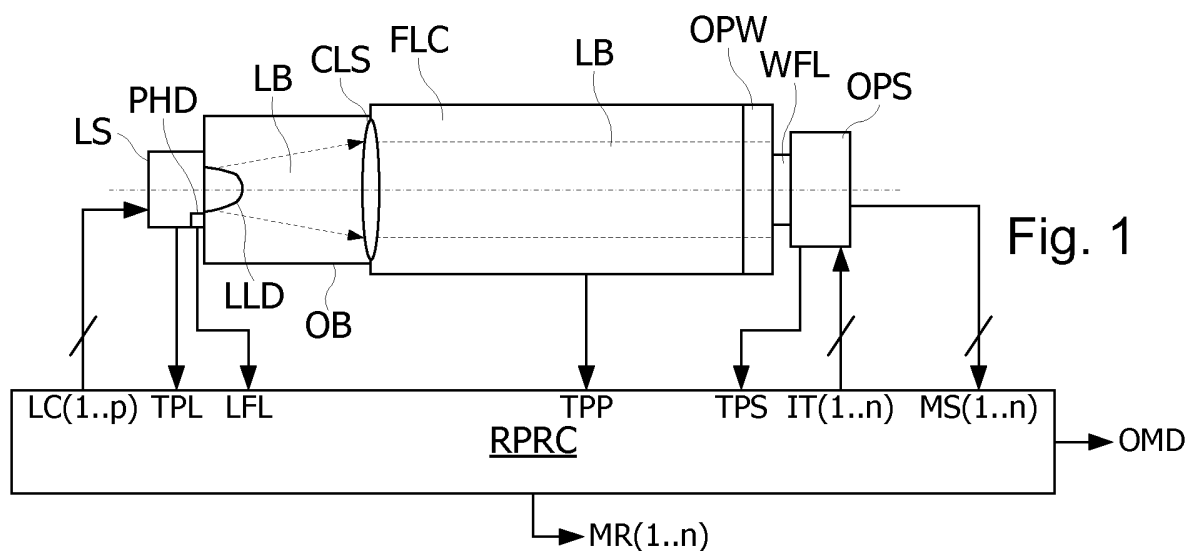 OPW
FLC
LB
WFL
CLS
LB
OPS
PHD
LS
Fig. 1
LLD
OB
LC(1..p) TPL LFL TPP TPS IT(1..n) MS(1..n)
RPRC
OMD
MR(1..n)